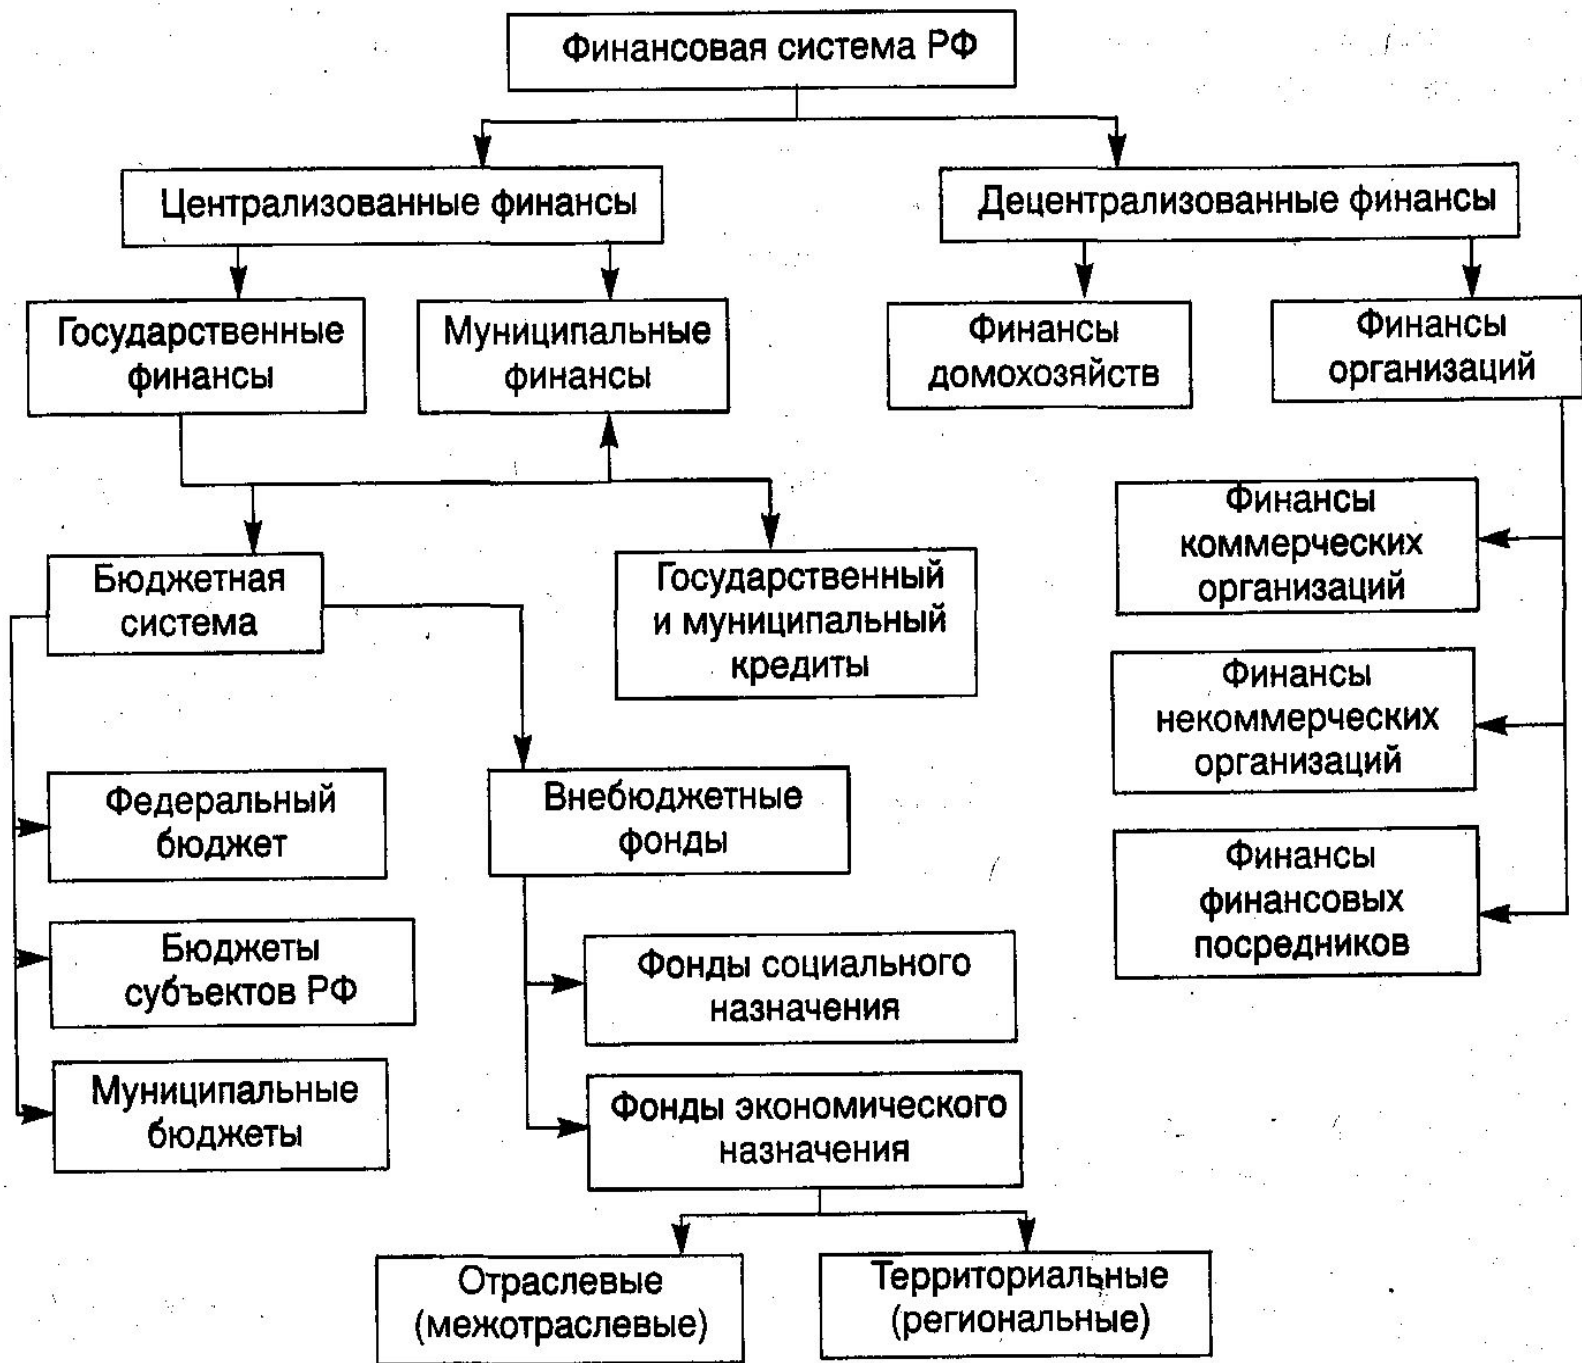 Финансовая система РФ
Централизованные финансы
Децентрализованные финансы
Государственные
финансы
Муниципальные
финансы
Финансы
домохозяйств
Финансы
организаций
Бюджетная
система
Государственный
и муниципальный
кредиты
Финансы
коммерческих
организаций
Финансы
некоммерческих
организаций
Финансы
финансовых
посредников
Федеральный
бюджет
Внебюджетные
фонды
Бюджеты
субъектов РФ
Фонды социального
назначения
Муниципальные
бюджеты
Фонды экономического
назначения
Отраслевые
(межотраслевые)
Территориальные
(региональные)